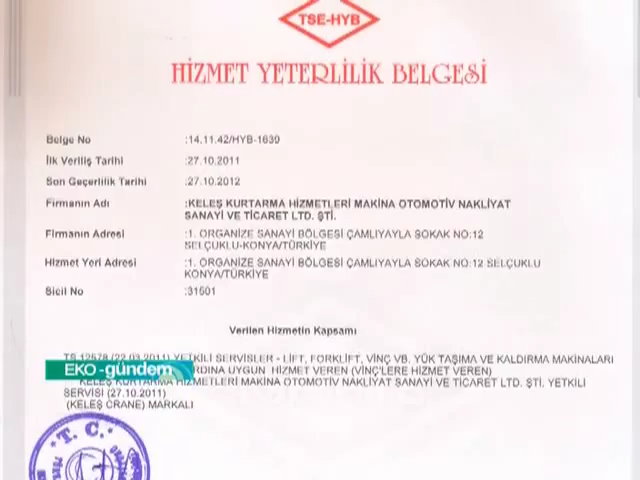 TSE-HYB
HİZMET YETERLİLİK BELGESİ
Belge No :14.11.42/HYB-1630
İlk Veriliş Tarihi :27.10.2011
Son Geçerlilik Tarihi :27.10.2012
Firmanın Adı :KELEŞ KURTARMA HİZMETLERİ MAKİNA OTOMOTİV NAKLİYAT
SANAYİ VE TİCARET LTD. ŞTİ.
Firmanın Adresi :1. ORGANİZE SANAYİ BÖLGESİ ÇAMLIYAYLA SOKAK NO:12
SELÇUKLU-KONYA/TÜRKİYE
Hizmet Yeri Adresi :1. ORGANİZE SANAYİ BÖLGESİ ÇAMLIYAYLA SOKAK NO:12 SELÇUKLU
KONYA/TÜRKİYE
Sicil No :31501
Verilen Hizmetin Kapsamı
TS 12578 (22.03.2011) YETKİLİ SERVİSLER - LİFT, FORKLİFT, VİNÇ VB. YÜK TAŞIMA VE KALDIRMA MAKİNALARI
EKO-gündem
UYGUN HİZMET VEREN (VİNÇ'LERE HİZMET VEREN)
KELEŞ KURTARMA HİZMETLERİ MAKİNA OTOMOTİV NAKLİYAT SANAYİ VE TİCARET LTD. ŞTİ. YETKİLİ
SERVİSİ (27.10.2011)
(KELEŞ CRANE) MARKALI
T. C.